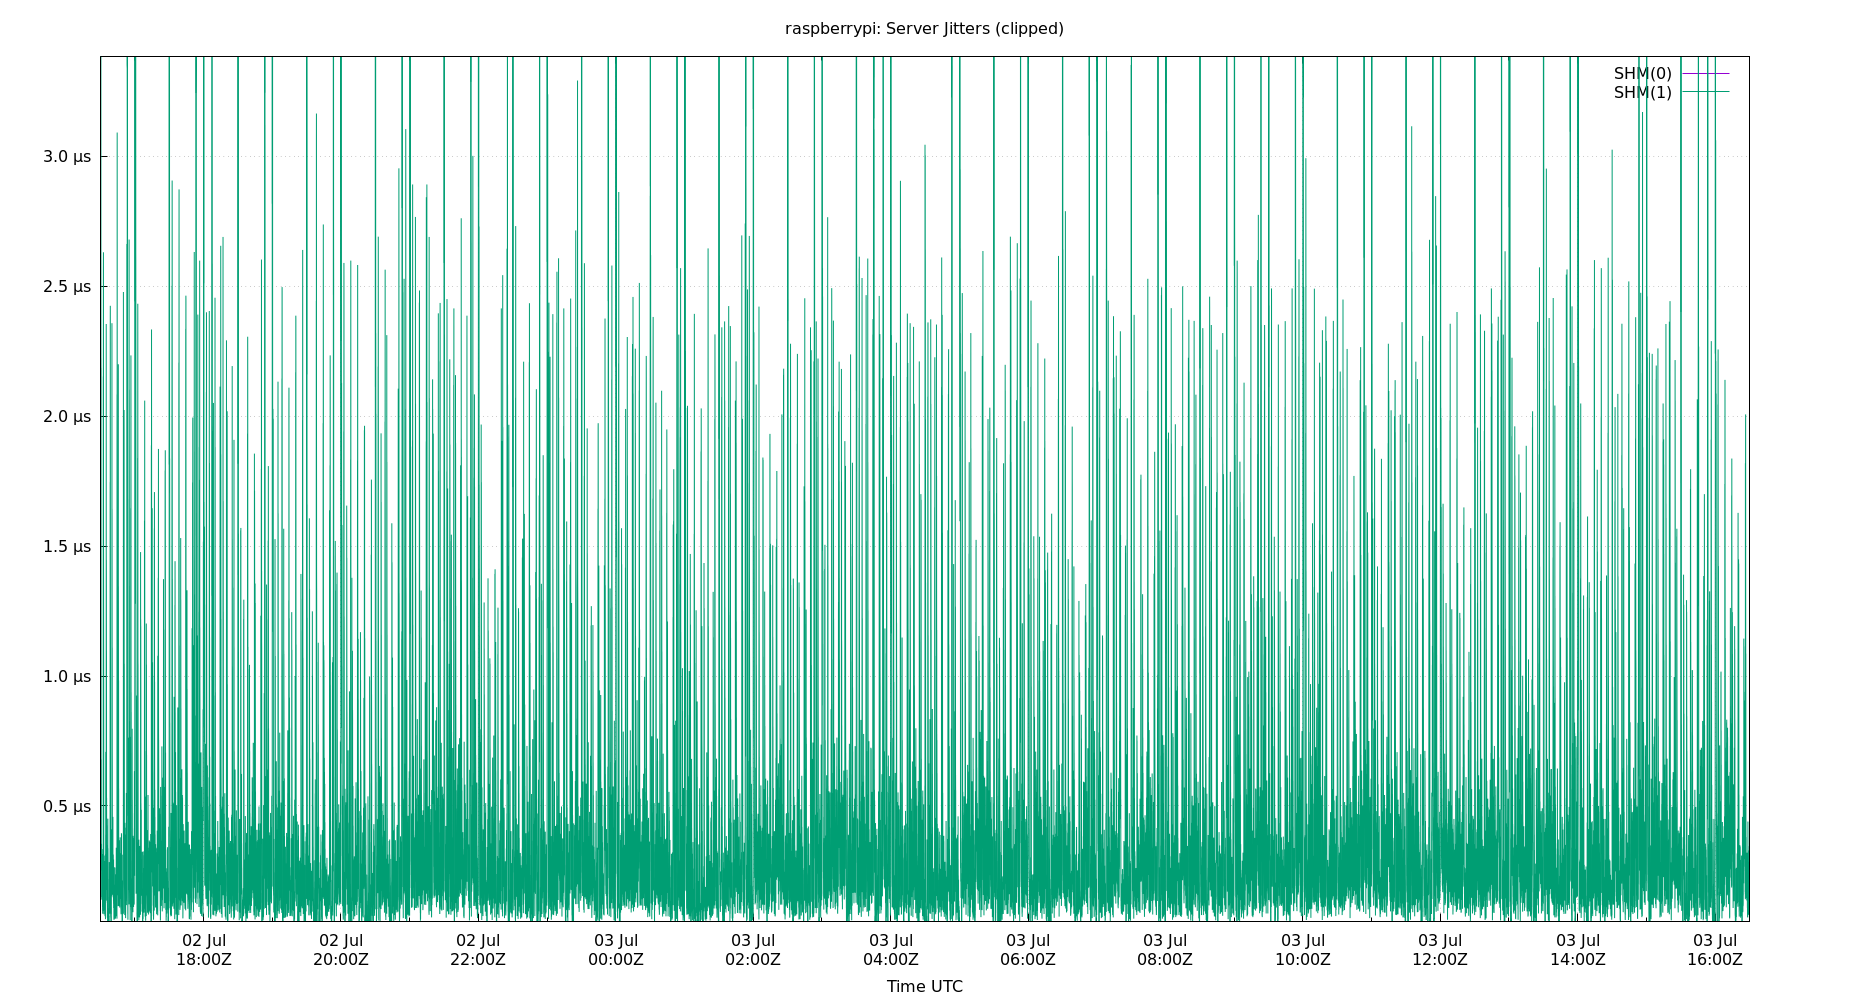 raspberrypi: Server Jitters (clipped)
SHM(0)
SHM(1)
3.0 µs
2.5 µs
2.0 µs
1.5 µs
1.0 µs
0.5 µs
02 Jul 02 Jul 02 Jul 03 Jul 03 Jul 03 Jul 03 Jul 03 Jul 03 Jul 03 Jul 03 Jul 03 Jul
18:00Z 20:00Z 22:00Z 00:00Z 02:00Z 04:00Z 06:00Z 08:00Z 10:00Z 12:00Z 14:00Z 16:00Z
Time UTC